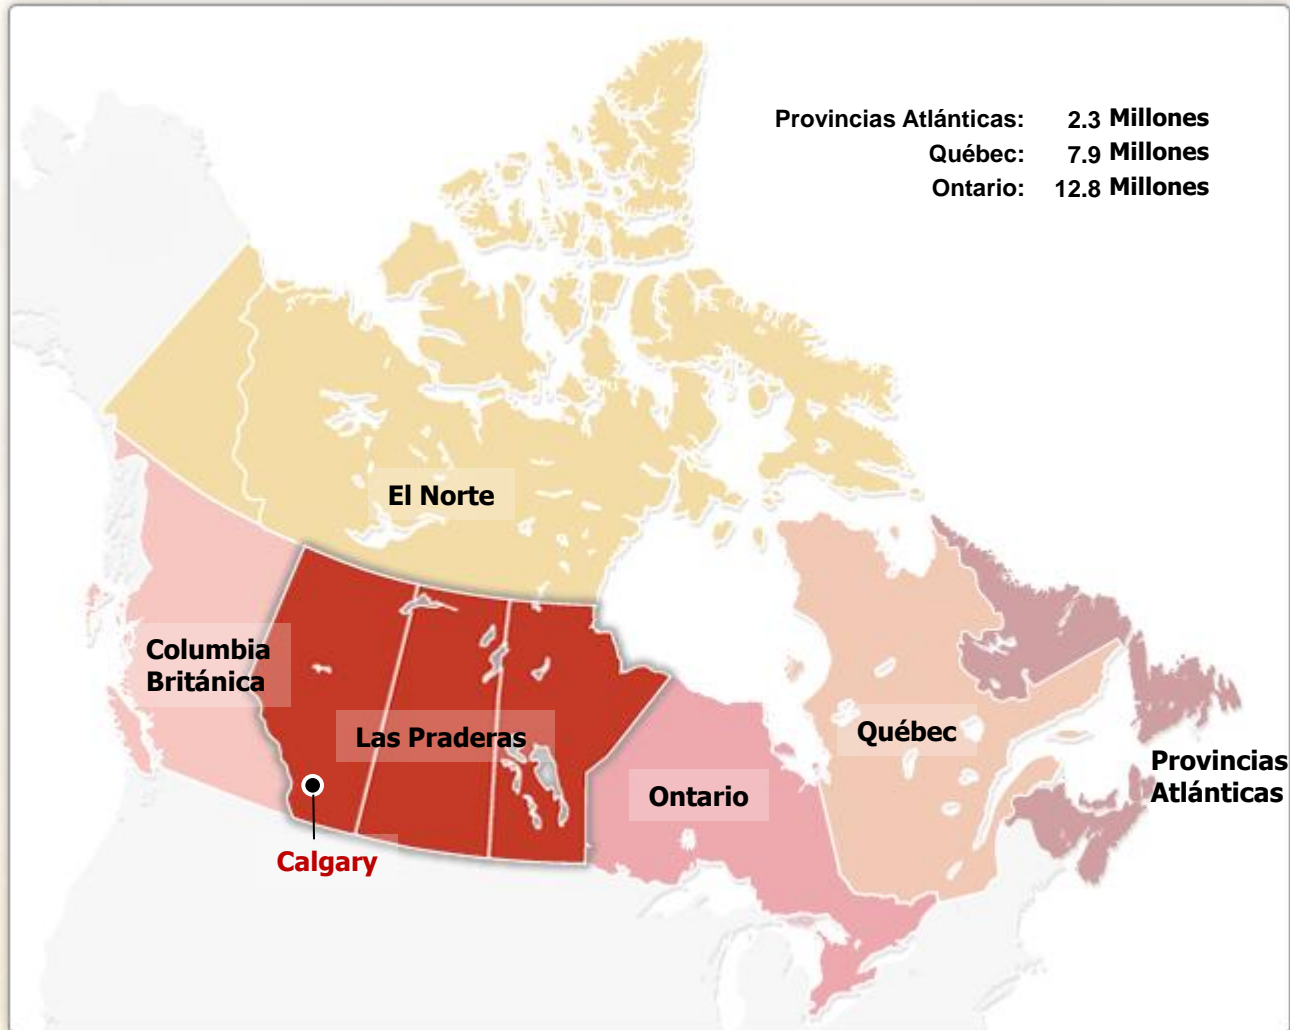 Provincias Atlánticas: 2.3 Millones
Québec: 7.9 Millones
Ontario: 12.8 Millones
El Norte
Columbia
Británica
Las Praderas
Québec
Provincias
Atlánticas
Ontario
Calgary